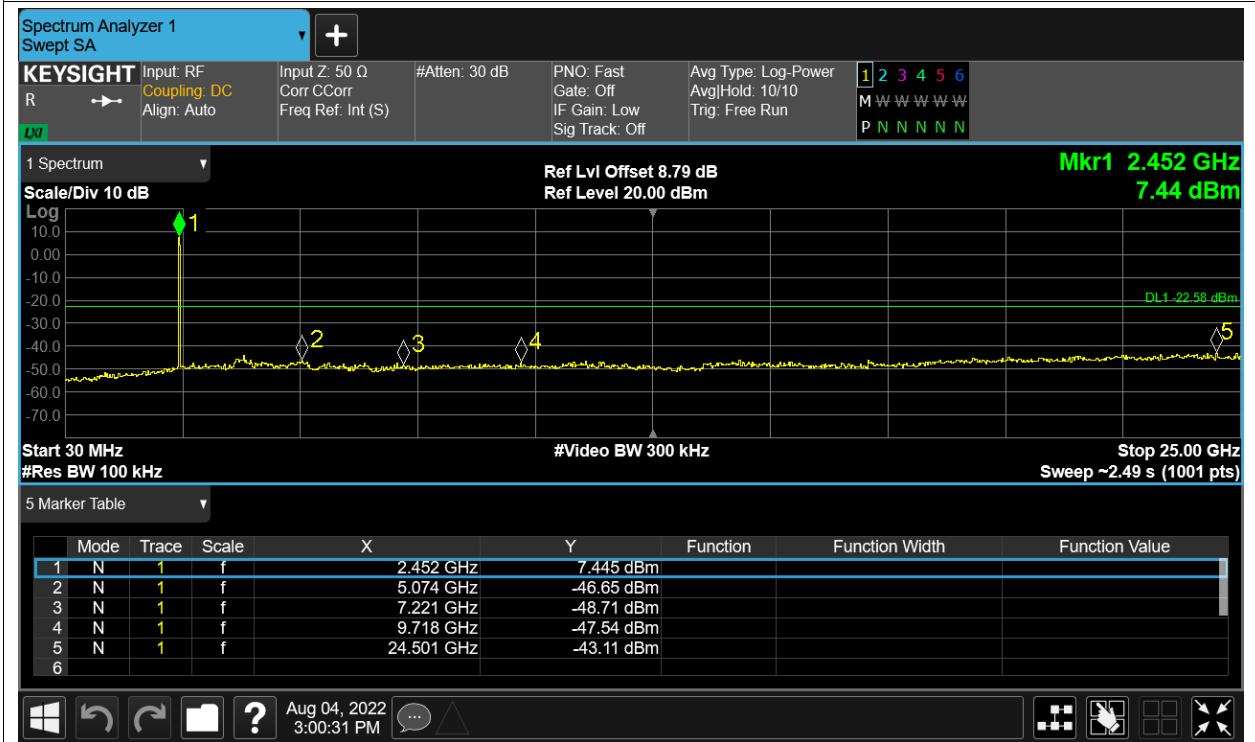 Spectrum Analyzer 1
Swept SA
KEYSIGHT
R
LXI
Input: RF
Coupling: DC
Align: Auto
Input Z: 50 Ω
Corr CCorr
Freq Ref: Int (S)
#Atten: 30 dB
PNO: Fast
Gate: Off
IF Gain: Low
Sig Track: Off
Avg Type: Log-Power
Avg|Hold: 10/10
Trig: Free Run
1 2 3 4 5 6
M W W W W W
P N N N N N
1 Spectrum
Scale/Div 10 dB
Ref Lvl Offset 8.79 dB
Ref Level 20.00 dBm
Mkr1 2.452 GHz
7.44 dBm
Log
10.0
0.00
-10.0
-20.0
-30.0
-40.0
-50.0
-60.0
-70.0
1
2
3
4
5
DL1 -22.58 dBm
Start 30 MHz
#Res BW 100 kHz
#Video BW 300 kHz
Stop 25.00 GHz
Sweep ~2.49 s (1001 pts)
5 Marker Table
Mode Trace Scale X Y Function Function Width Function Value
1 N 1 f 2.452 GHz 7.445 dBm
2 N 1 f 5.074 GHz -46.65 dBm
3 N 1 f 7.221 GHz -48.71 dBm
4 N 1 f 9.718 GHz -47.54 dBm
5 N 1 f 24.501 GHz -43.11 dBm
6
?
Aug 04, 2022
3:00:31 PM